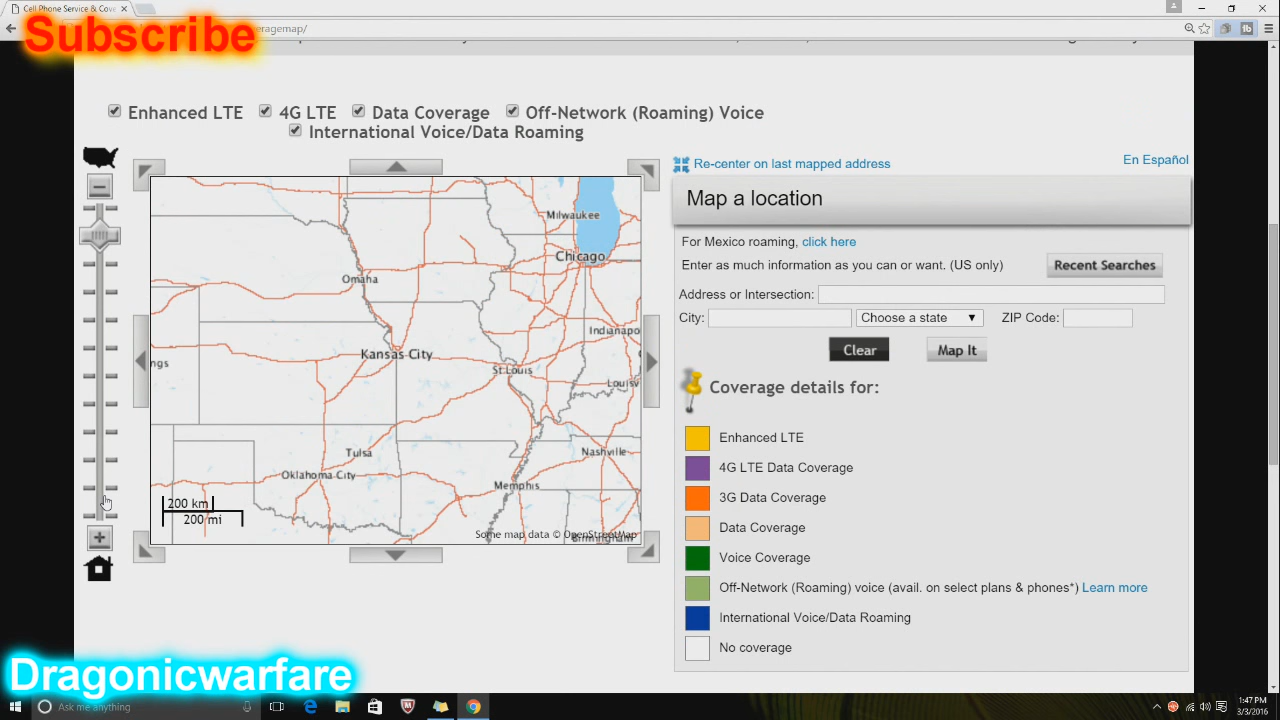 Cell Phone Service & Cove
Subscribe
eragemap/
Enhanced LTE 4G LTE Data Coverage Off-Network (Roaming) Voice
International Voice/Data Roaming
Re-center on last mapped address
En Español
Map a location
For Mexico roaming, click here
Enter as much information as you can or want. (US only) Recent Searches
Address or Intersection:
City: Choose a state ZIP Code:
Clear Map It
Coverage details for:
Enhanced LTE
4G LTE Data Coverage
3G Data Coverage
Data Coverage
Voice Coverage
Off-Network (Roaming) voice (avail. on select plans & phones*) Learn more
International Voice/Data Roaming
No coverage
Milwaukee
Chicago
Omaha
Indianapo
Kansas City
ngs
St.Louis
Louisv
Tulsa
Nashville
Oklahoma City
Memphis
200 km
200 mi
Some map data © OpenStreetMap
Birmingham
Dragonicwarfare
Ask me anything
1:47 PM
3/3/2016